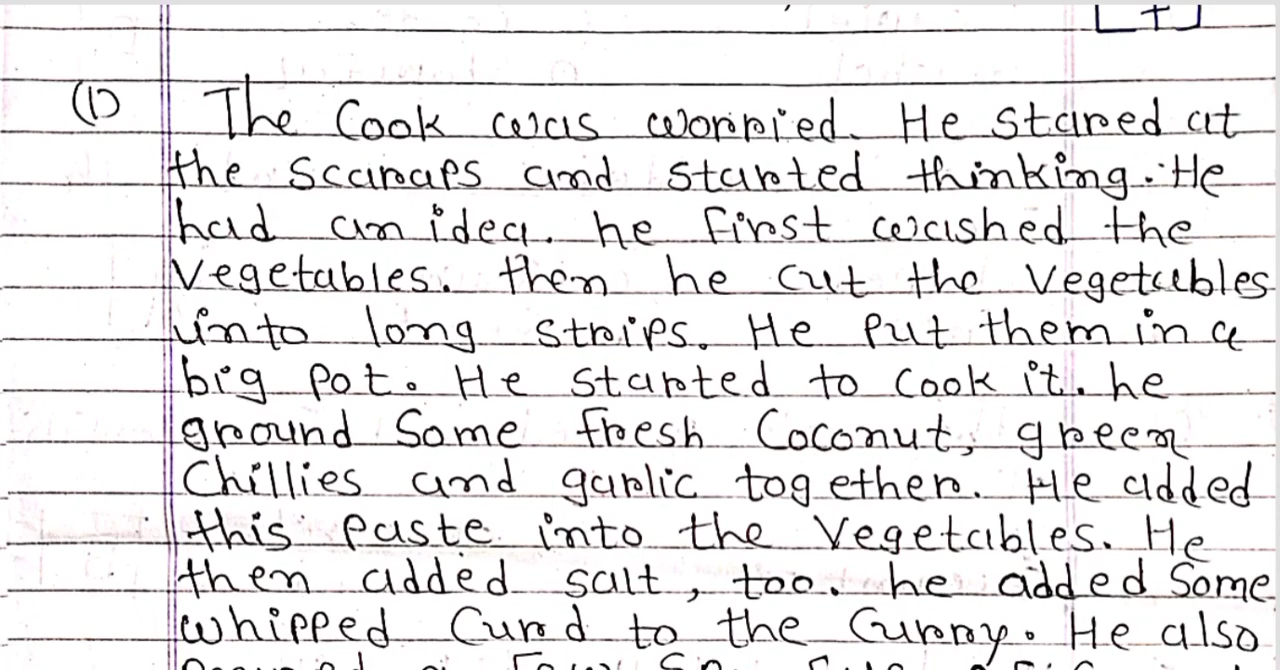 (1) The Cook was worried. He stared at
the scaraps and started thinking. He
had an idea. he first washed the
Vegetables. then he cut the vegetables
into long strips. He put them in a
big pot. He started to cook it. he
ground Some fresh Coconut, green
Chillies and garlic together. He added
this paste into the vegetables. He
then added salt, too. he added Some
whipped Curd to the Curry. He also